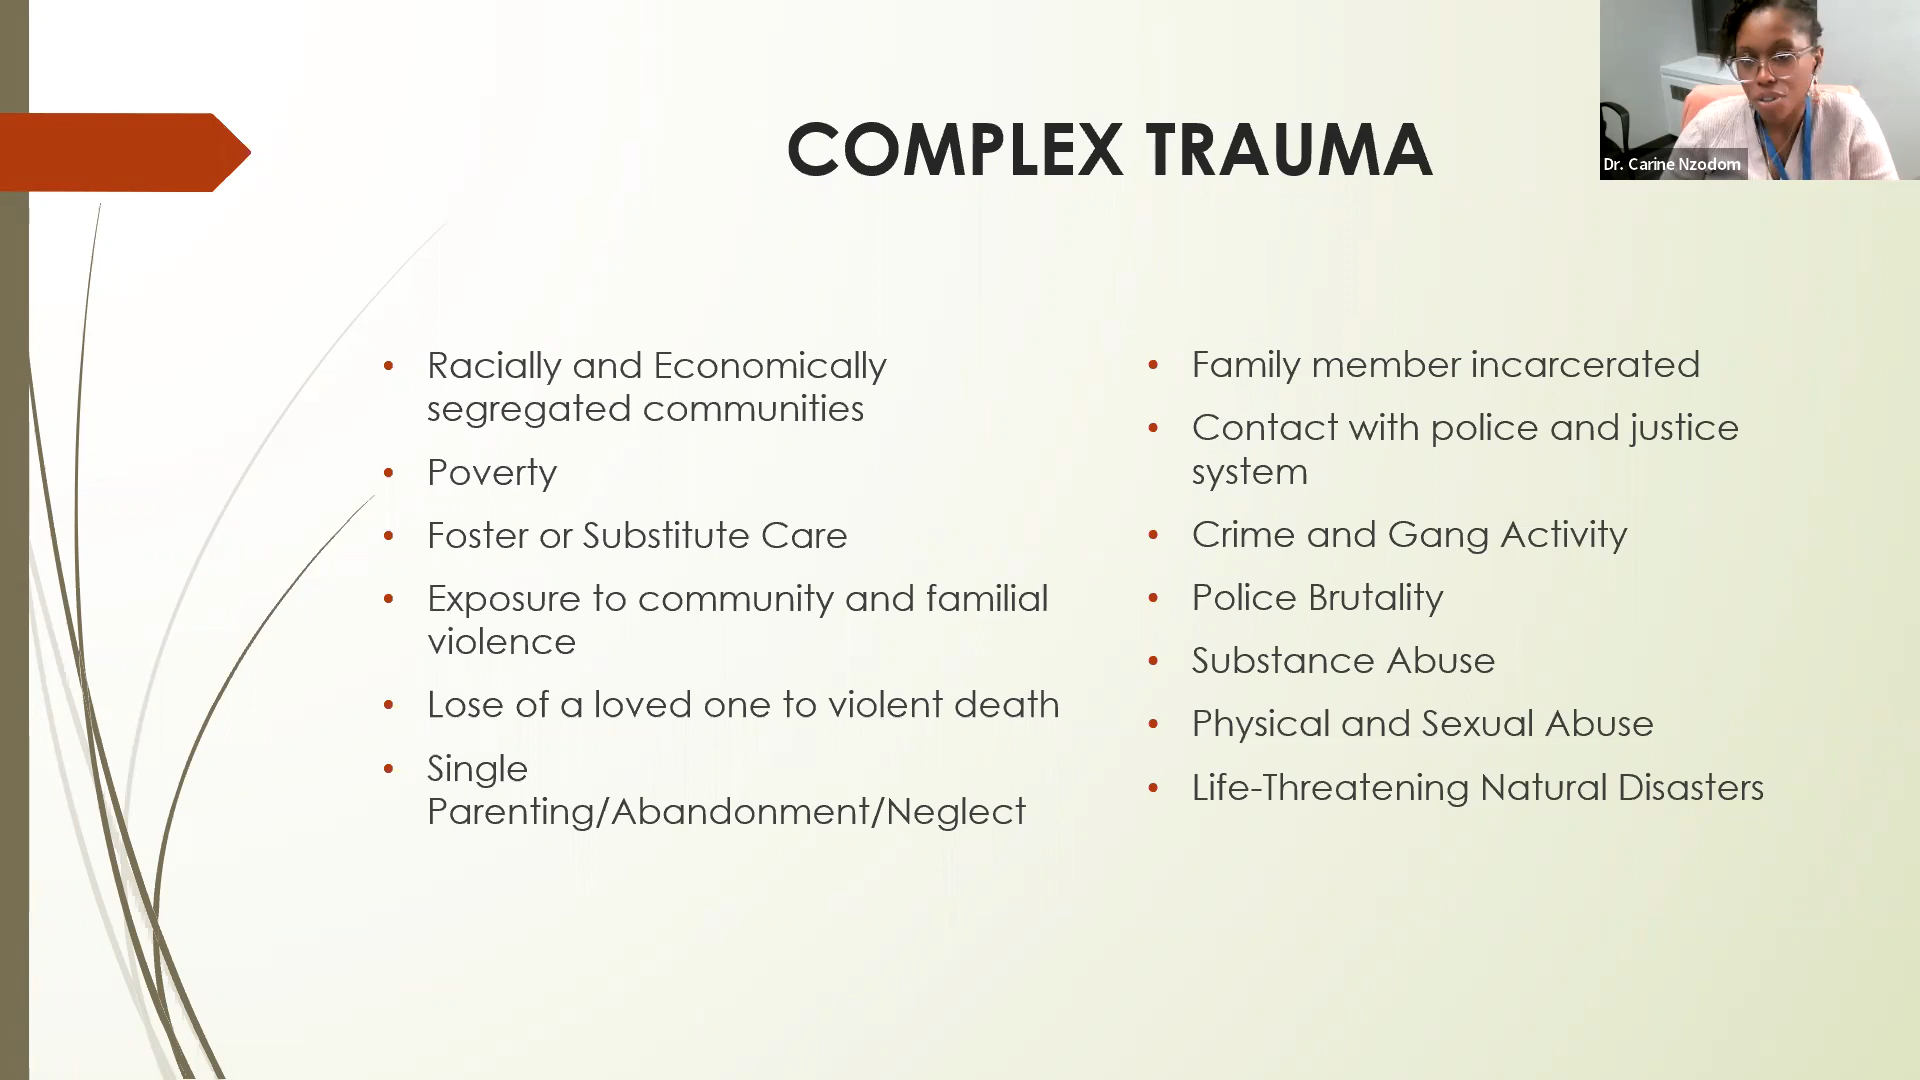 COMPLEX TRAUMA
Dr. Carine Nzodom
• Racially and Economically
segregated communities
• Poverty
• Foster or Substitute Care
• Exposure to community and familial
violence
• Lose of a loved one to violent death
• Single
Parenting/Abandonment/Neglect
• Family member incarcerated
• Contact with police and justice
system
• Crime and Gang Activity
• Police Brutality
• Substance Abuse
• Physical and Sexual Abuse
• Life-Threatening Natural Disasters